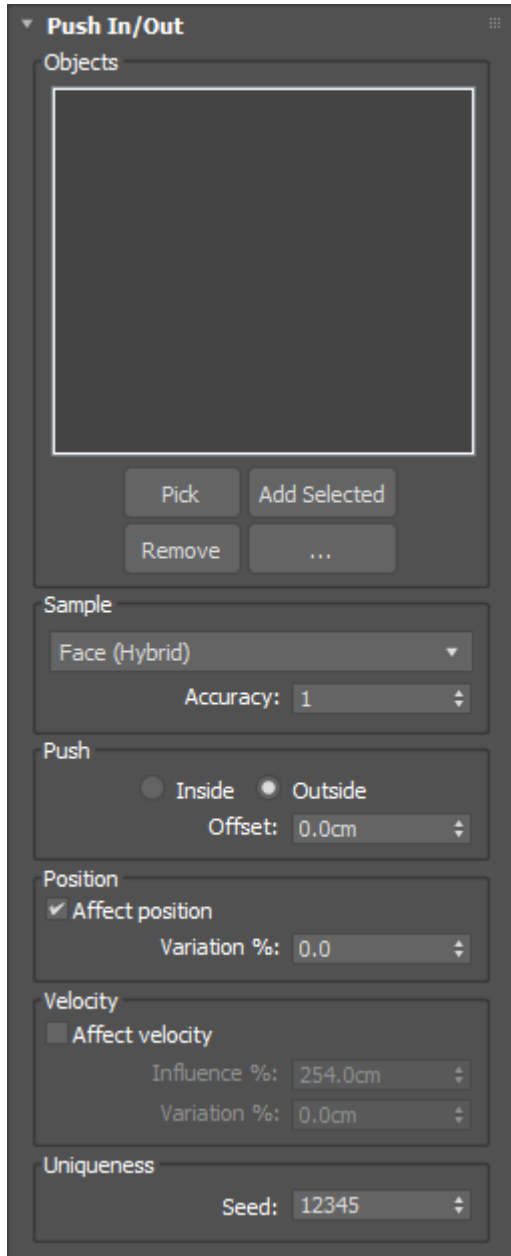 Push In/Out
Objects
Pick Add Selected
Remove ...
Sample
Face (Hybrid)
Accuracy: 1
Push
Inside Outside
Offset: 0.0cm
Position
Affect position
Variation %: 0.0
Velocity
Affect velocity
Influence %: 254.0cm
Variation %: 0.0cm
Uniqueness
Seed: 12345